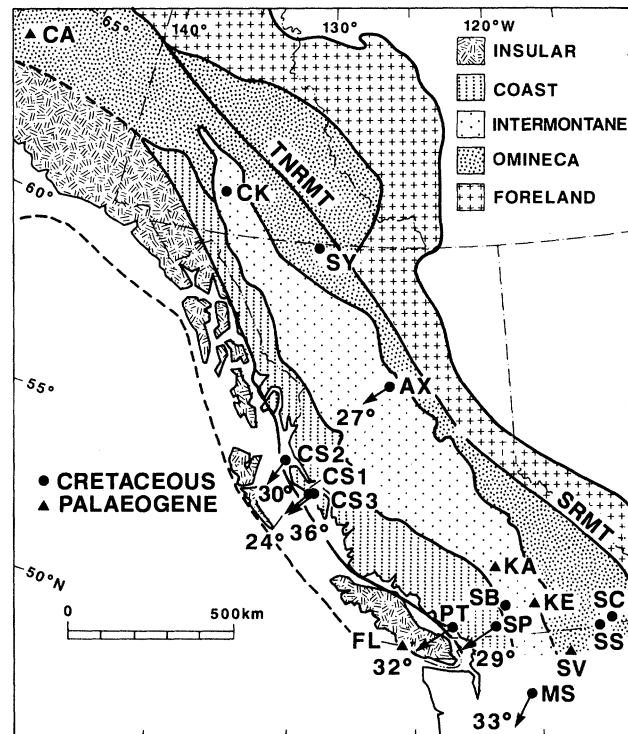 CA
65°
140°
130°
120°W
INSULAR
COAST
INTERMONTANE
OMINECA
FORELAND
TNRMT
60°
CK
SY
55°
AX
27°
CS2
CS1
CS3
30°
36°
24°
CRETACEOUS
PALAEOGENE
SRMT
50°N
KA
0 500km
SB
KE
SC
PT
SP
SS
FL
32°
29°
SV
MS
33°